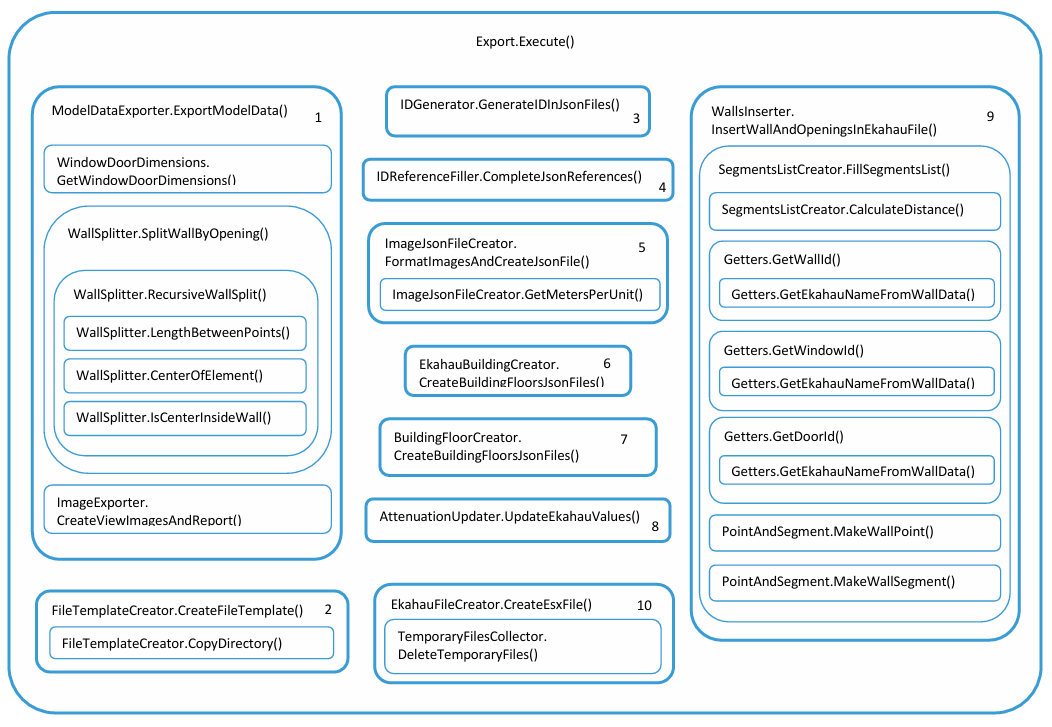 Export.Execute()
ModelDataExporter.ExportModelData()
1
WindowDoorDimensions.
GetWindowDoorDimensions()
WallSplitter.SplitWallByOpening()
WallSplitter.RecursiveWallSplit()
WallSplitter.LengthBetweenPoints()
WallSplitter.CenterOfElement()
WallSplitter.IsCenterInsideWall()
ImageExporter.
CreateViewImagesAndReport()
FileTemplateCreator.CreateFileTemplate()
2
FileTemplateCreator.CopyDirectory()
IDGenerator.GenerateIDInJsonFiles()
3
IDReferenceFiller.CompleteJsonReferences()
4
ImageJsonFileCreator.
5
FormatImagesAndCreateJsonFile()
ImageJsonFileCreator.GetMetersPerUnit()
EkahauBuildingCreator.
6
CreateBuildingFloorsJsonFiles()
BuildingFloorCreator.
7
CreateBuildingFloorsJsonFiles()
AttenuationUpdater.UpdateEkahauValues()
8
EkahauFileCreator.CreateEsxFile()
10
TemporaryFilesCollector.
DeleteTemporaryFiles()
WallsInserter.
9
InsertWallAndOpeningsInEkahauFile()
SegmentsListCreator.FillSegmentsList()
SegmentsListCreator.CalculateDistance()
Getters.GetWallId()
Getters.GetEkahauNameFromWallData()
Getters.GetWindowId()
Getters.GetEkahauNameFromWallData()
Getters.GetDoorId()
Getters.GetEkahauNameFromWallData()
PointAndSegment.MakeWallPoint()
PointAndSegment.MakeWallSegment()